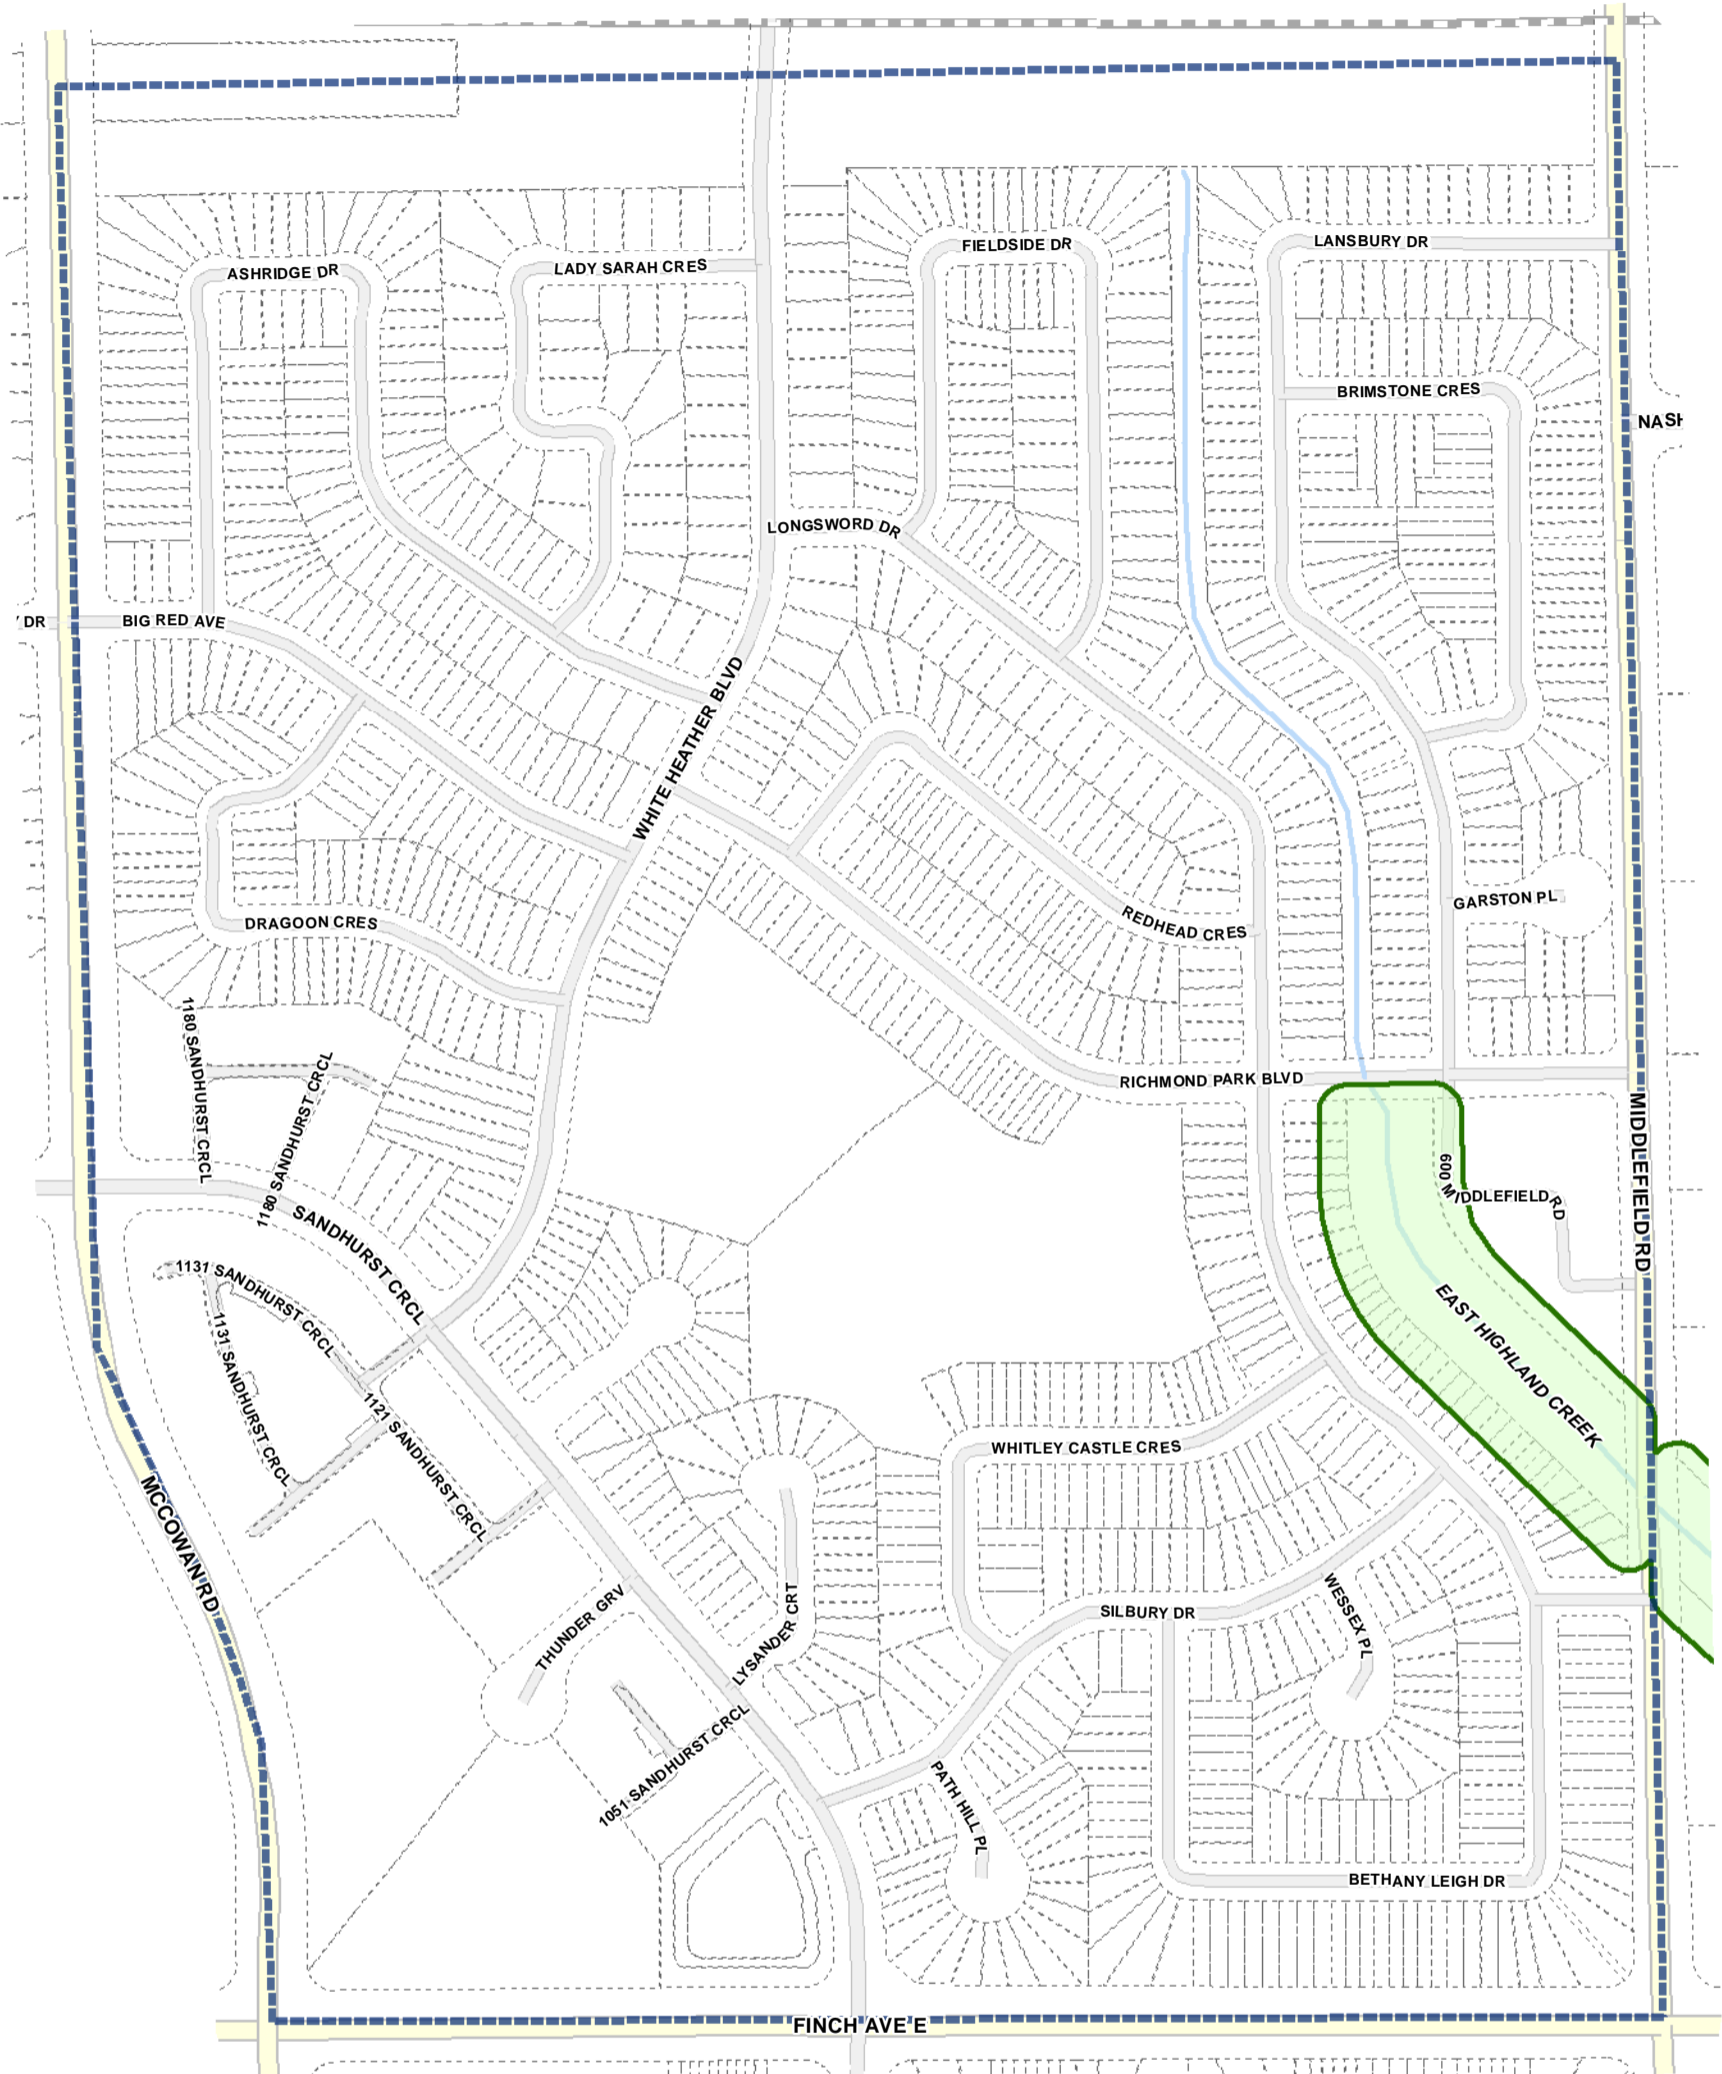 FIELDSIDE DR
LANSBURY DR
ASHRIDGE DR
LADY SARAH CRES
BRIMSTONE CRES
NASH
LONGSWORD DR
DR
BIG RED AVE
WHITE HEATHER BLVD
GARSTON PL
DRAGOON CRES
REDHEAD CRES
1180 SANDHURST CRCL
1180 SANDHURST CRCL
RICHMOND PARK BLVD
MIDDLEFIELD RD
600 MIDDLEFIELD RD
SANDHURST CRCL
1131 SANDHURST CRCL
1131 SANDHURST CRCL
EAST HIGHLAND CREEK
1121 SANDHURST CRCL
WHITLEY CASTLE CRES
MCCOWAN RD
THUNDER GRV
LYSANDER CRT
SILBURY DR
WESSEX PL
1051 SANDHURST CRCL
PATH HILL PL
BETHANY LEIGH DR
FINCH AVE E